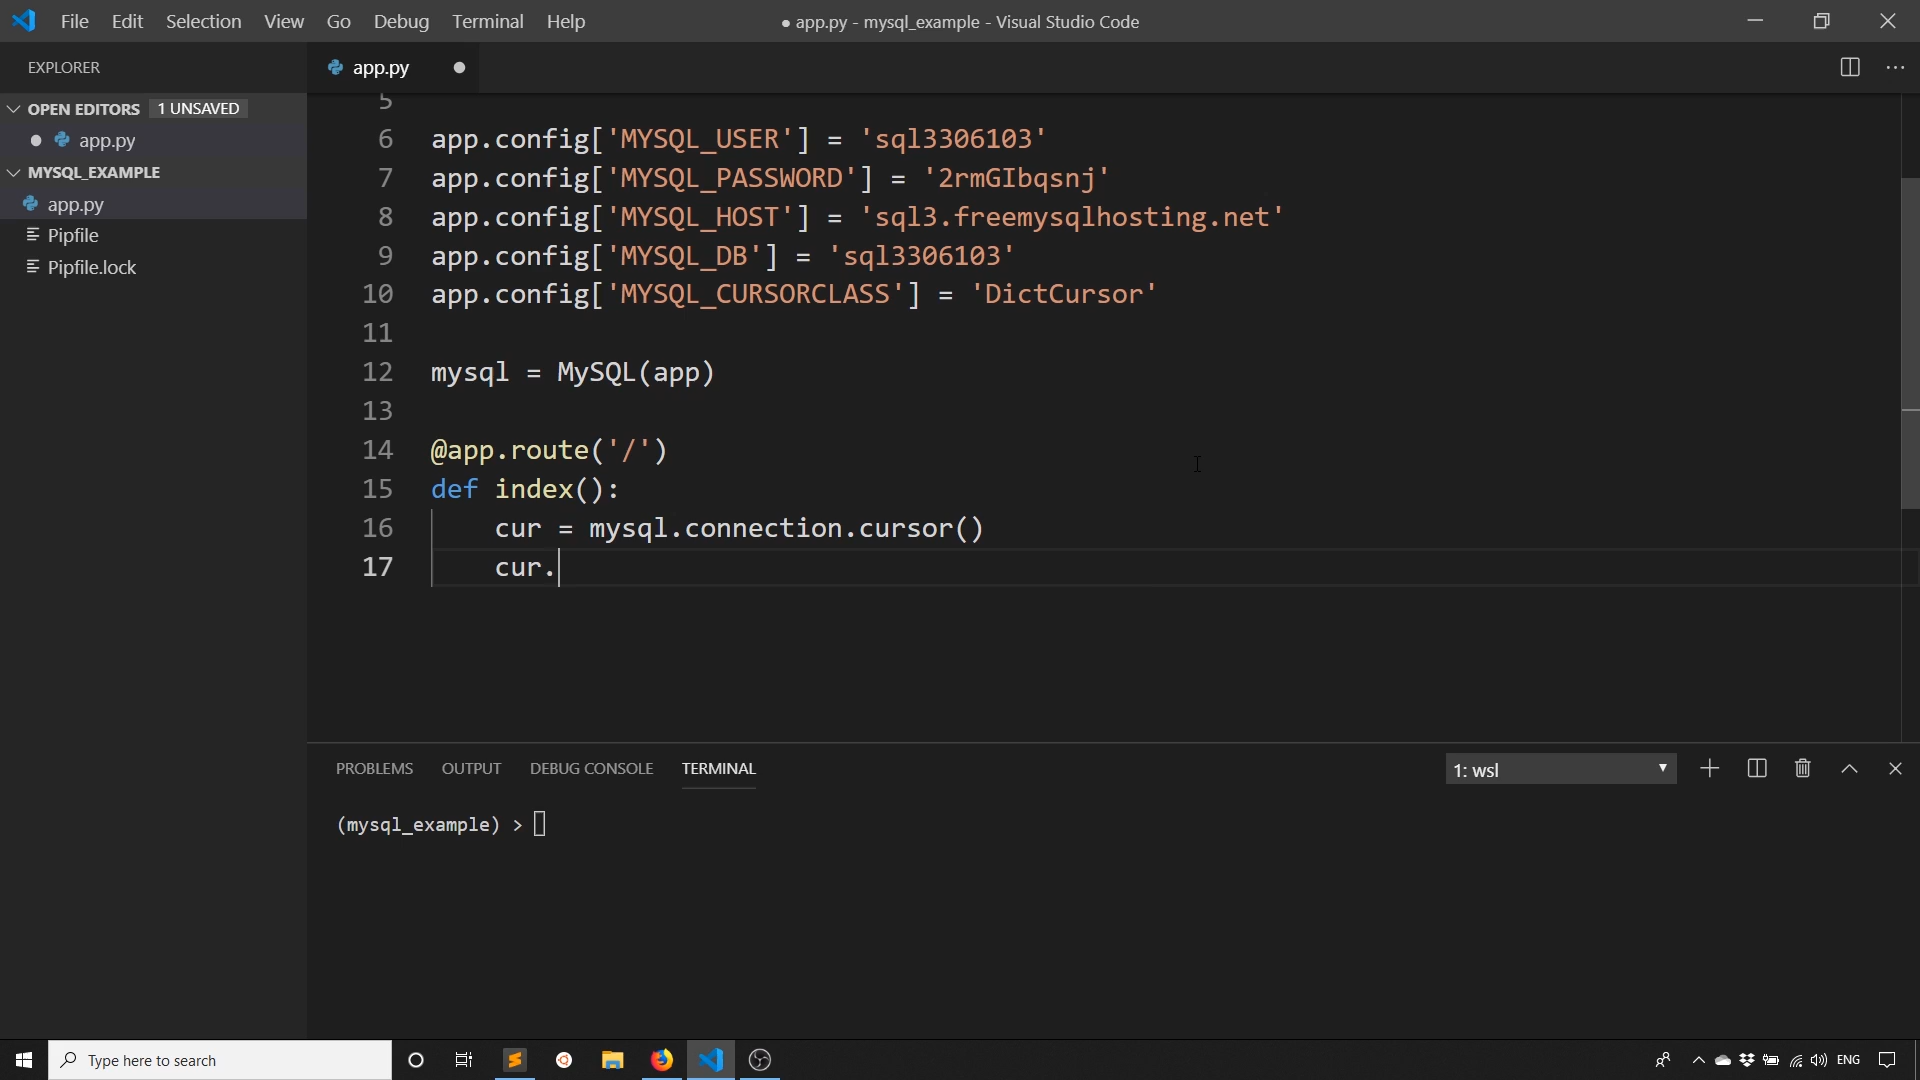 File Edit Selection View Go Debug Terminal Help
● app.py - mysql_example - Visual Studio Code
EXPLORER
app.py
OPEN EDITORS 1 UNSAVED
app.py
MYSQL_EXAMPLE
app.py
Pipfile
Pipfile.lock
5
6 app.config['MYSQL_USER'] = 'sql3306103'
7 app.config['MYSQL_PASSWORD'] = '2rmGIbqsnj'
8 app.config['MYSQL_HOST'] = 'sql3.freemysqlhosting.net'
9 app.config['MYSQL_DB'] = 'sql3306103'
10 app.config['MYSQL_CURSORCLASS'] = 'DictCursor'
11
12 mysql = MySQL(app)
13
14 @app.route('/')
15 def index():
16 cur = mysql.connection.cursor()
17 cur.
PROBLEMS OUTPUT DEBUG CONSOLE TERMINAL
1: wsl
(mysql_example) >
Type here to search
ENG